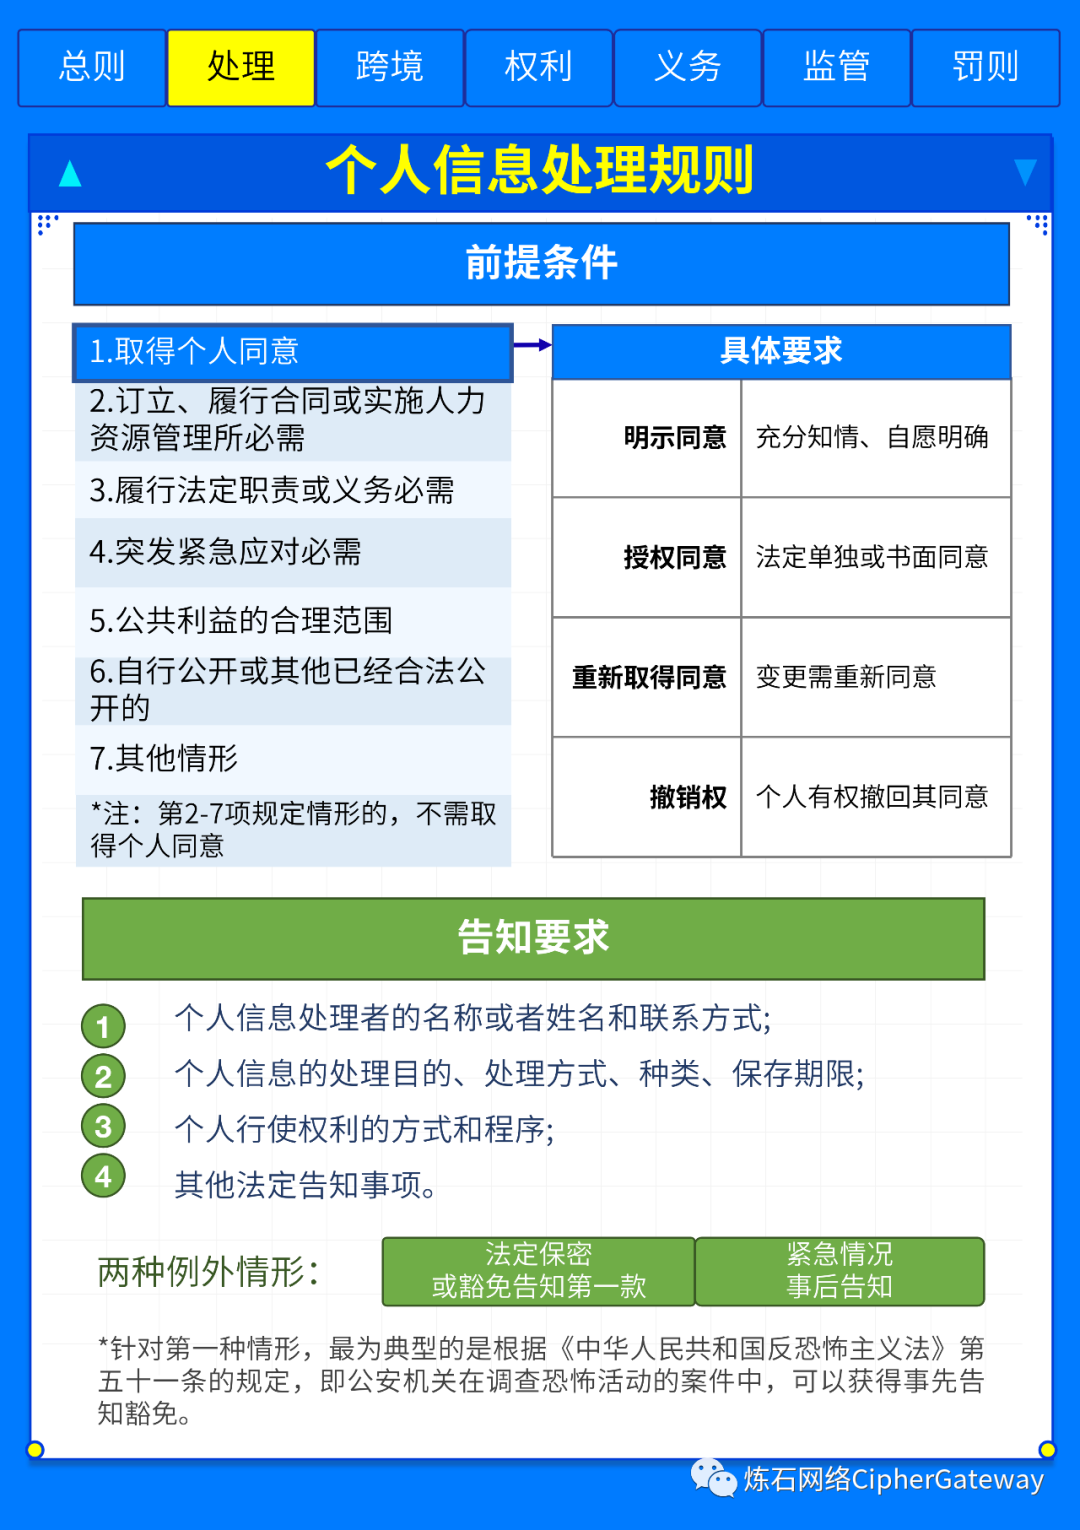 总则
处理
跨境
权利
义务
监管
罚则
个人信息处理规则
前提条件
1.取得个人同意
2.订立、履行合同或实施人力
资源管理所必需
3.履行法定职责或义务必需
4.突发紧急应对必需
5.公共利益的合理范围
6.自行公开或其他已经合法公
开的
7.其他情形
*注：第2-7项规定情形的，不需取
得个人同意
具体要求
明示同意 充分知情、自愿明确
授权同意 法定单独或书面同意
重新取得同意 变更需重新同意
撤销权 个人有权撤回其同意
告知要求
1 个人信息处理者的名称或者姓名和联系方式;
2 个人信息的处理目的、处理方式、种类、保存期限;
3 个人行使权利的方式和程序;
4 其他法定告知事项。
两种例外情形：
法定保密
或豁免告知第一款
紧急情况
事后告知
*针对第一种情形，最为典型的是根据《中华人民共和国反恐怖主义法》第
五十一条的规定，即公安机关在调查恐怖活动的案件中，可以获得事先告
知豁免。
炼石网络CipherGateway